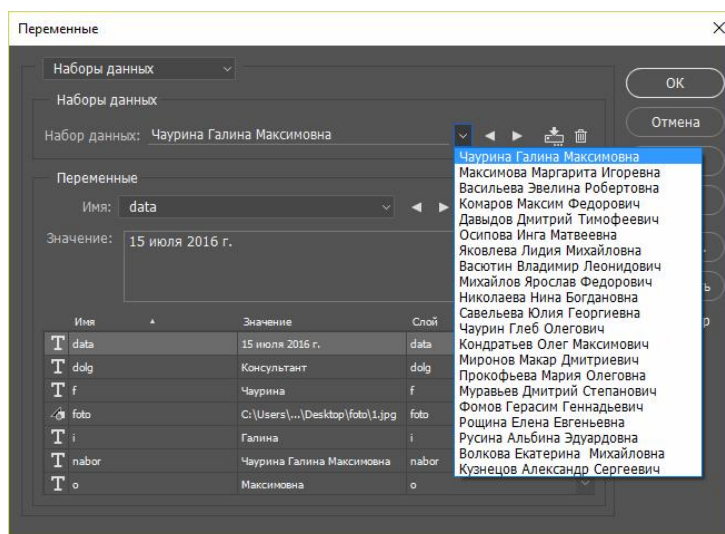 Переменные
Наборы данных
Наборы данных
Набор данных: Чаурина Галина Максимовна
ОК
Отмена
Чаурина Галина Максимовна
Максимова Маргарита Игоревна
Васильева Эвелина Робертовна
Комаров Максим Федорович
Давыдов Дмитрий Тимофеевич
Осипова Инга Матвеевна
Яковлева Лидия Михайловна
Васютин Владимир Леонидович
Михайлов Ярослав Федорович
Николаева Нина Богдановна
Савельева Юлия Георгиевна
Чаурин Глеб Олегович
Кондратьев Олег Максимович
Миронов Макар Дмитриевич
Прокофьева Мария Олеговна
Муравьев Дмитрий Степанович
Фомов Герасим Геннадьевич
Рощина Елена Евгеньевна
Русина Альбина Эдуардовна
Волкова Екатерина  Михайловна
Кузнецов Александр Сергеевич
Переменные
Имя: data
Значение: 15 июля 2016 г.
Имя Значение Слой
data 15 июля 2016 г. data
dolg Консультант dolg
f Чаурина f
foto C:\Users\...\Desktop\foto\1.jpg foto
i Галина i
nabor Чаурина Галина Максимовна nabor
o Максимовна o